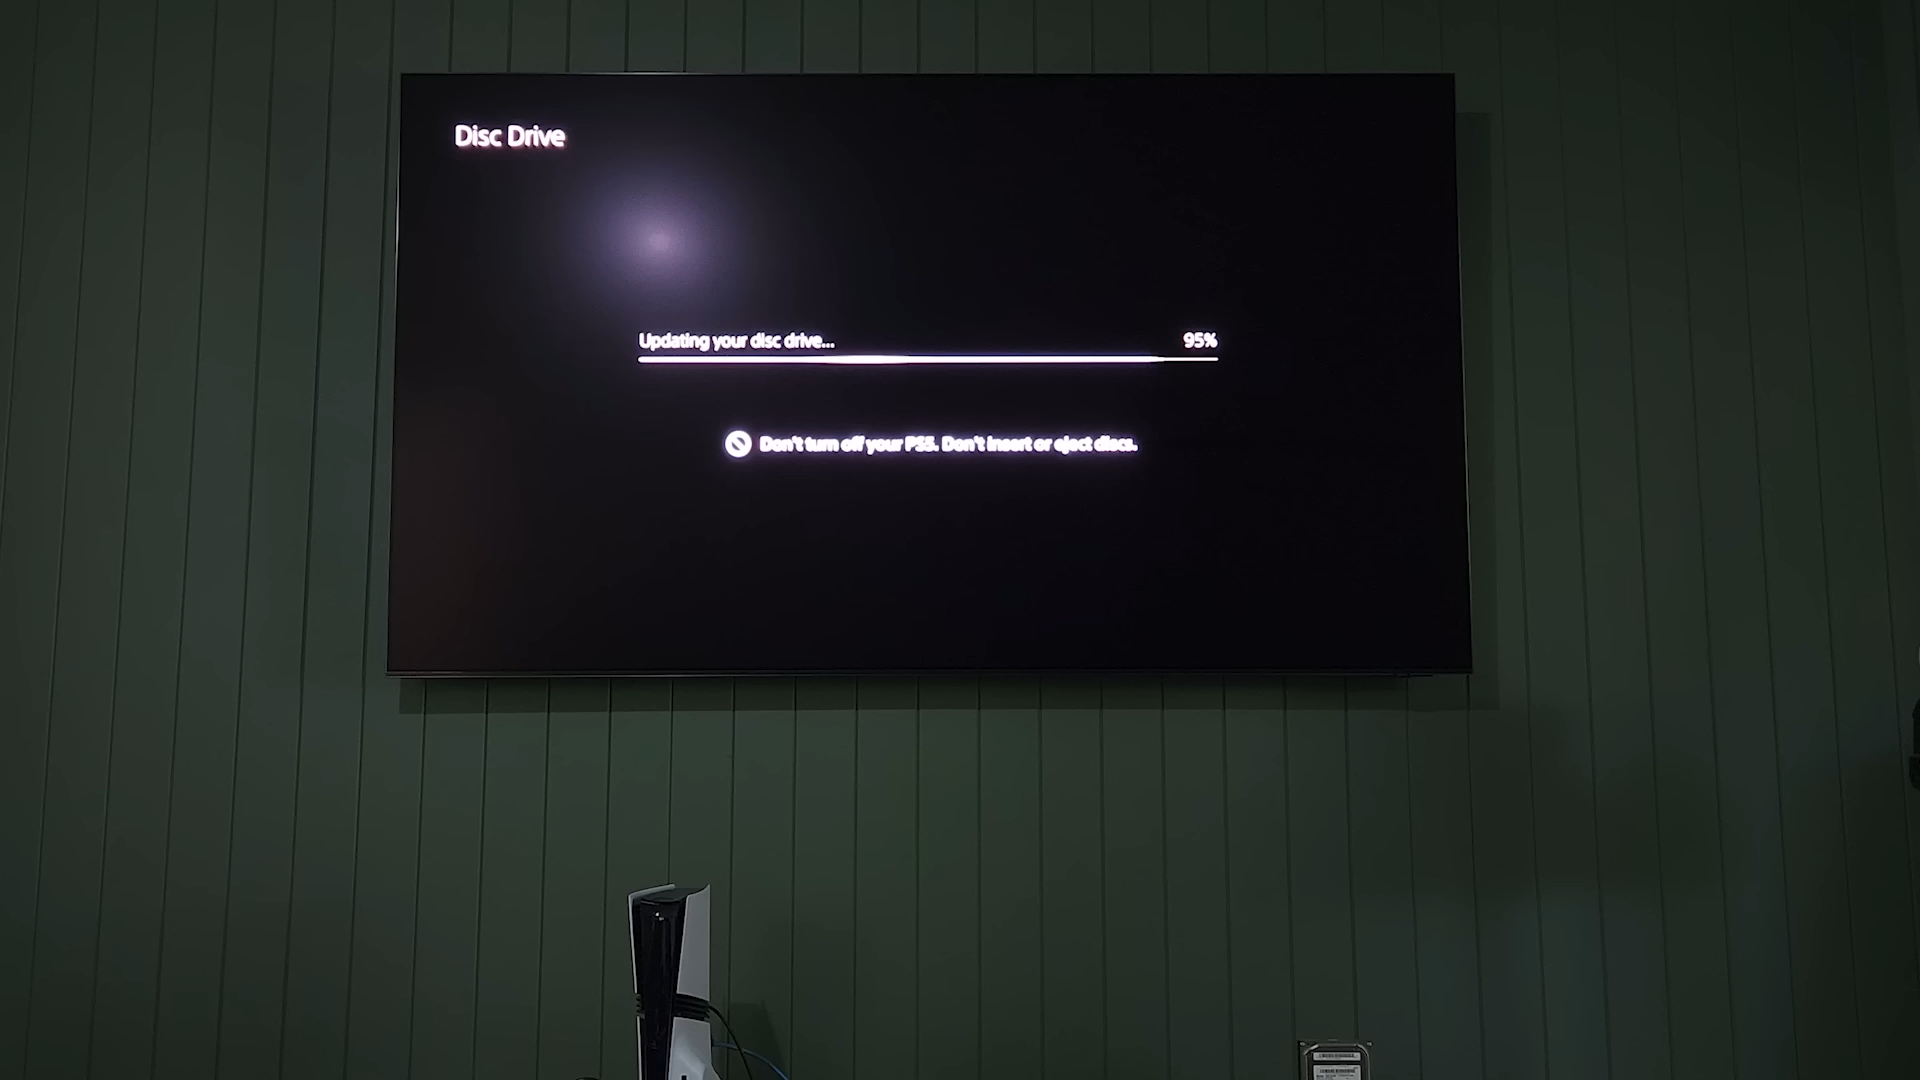 Disc Drive
Updating your disc drive... 95%
Don't turn off your PS5. Don't insert or eject discs.